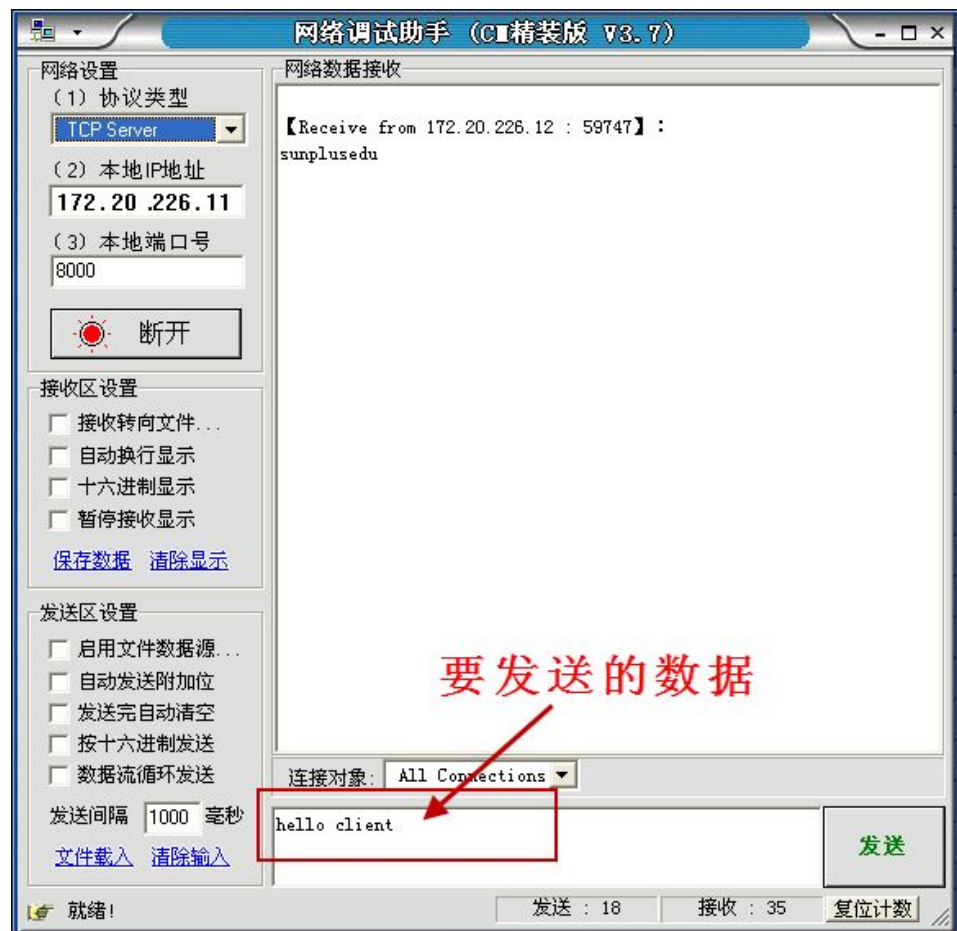 网络调试助手 (CⅢ精装版 V3.7)
网络设置
(1) 协议类型
TCP Server
(2) 本地IP地址
172.20 .226.11
(3) 本地端口号
8000
断开
接收区设置
接收转向文件...
自动换行显示
十六进制显示
暂停接收显示
保存数据 清除显示
发送区设置
启用文件数据源...
自动发送附加位
发送完自动清空
按十六进制发送
数据流循环发送
发送间隔 1000 毫秒
文件载入 清除输入
网络数据接收
【Receive from 172.20.226.12 : 59747】:
sunplusedu
要发送的数据
连接对象: All Connections
hello client
发送
就绪!
发送 : 18
接收 : 35
复位计数